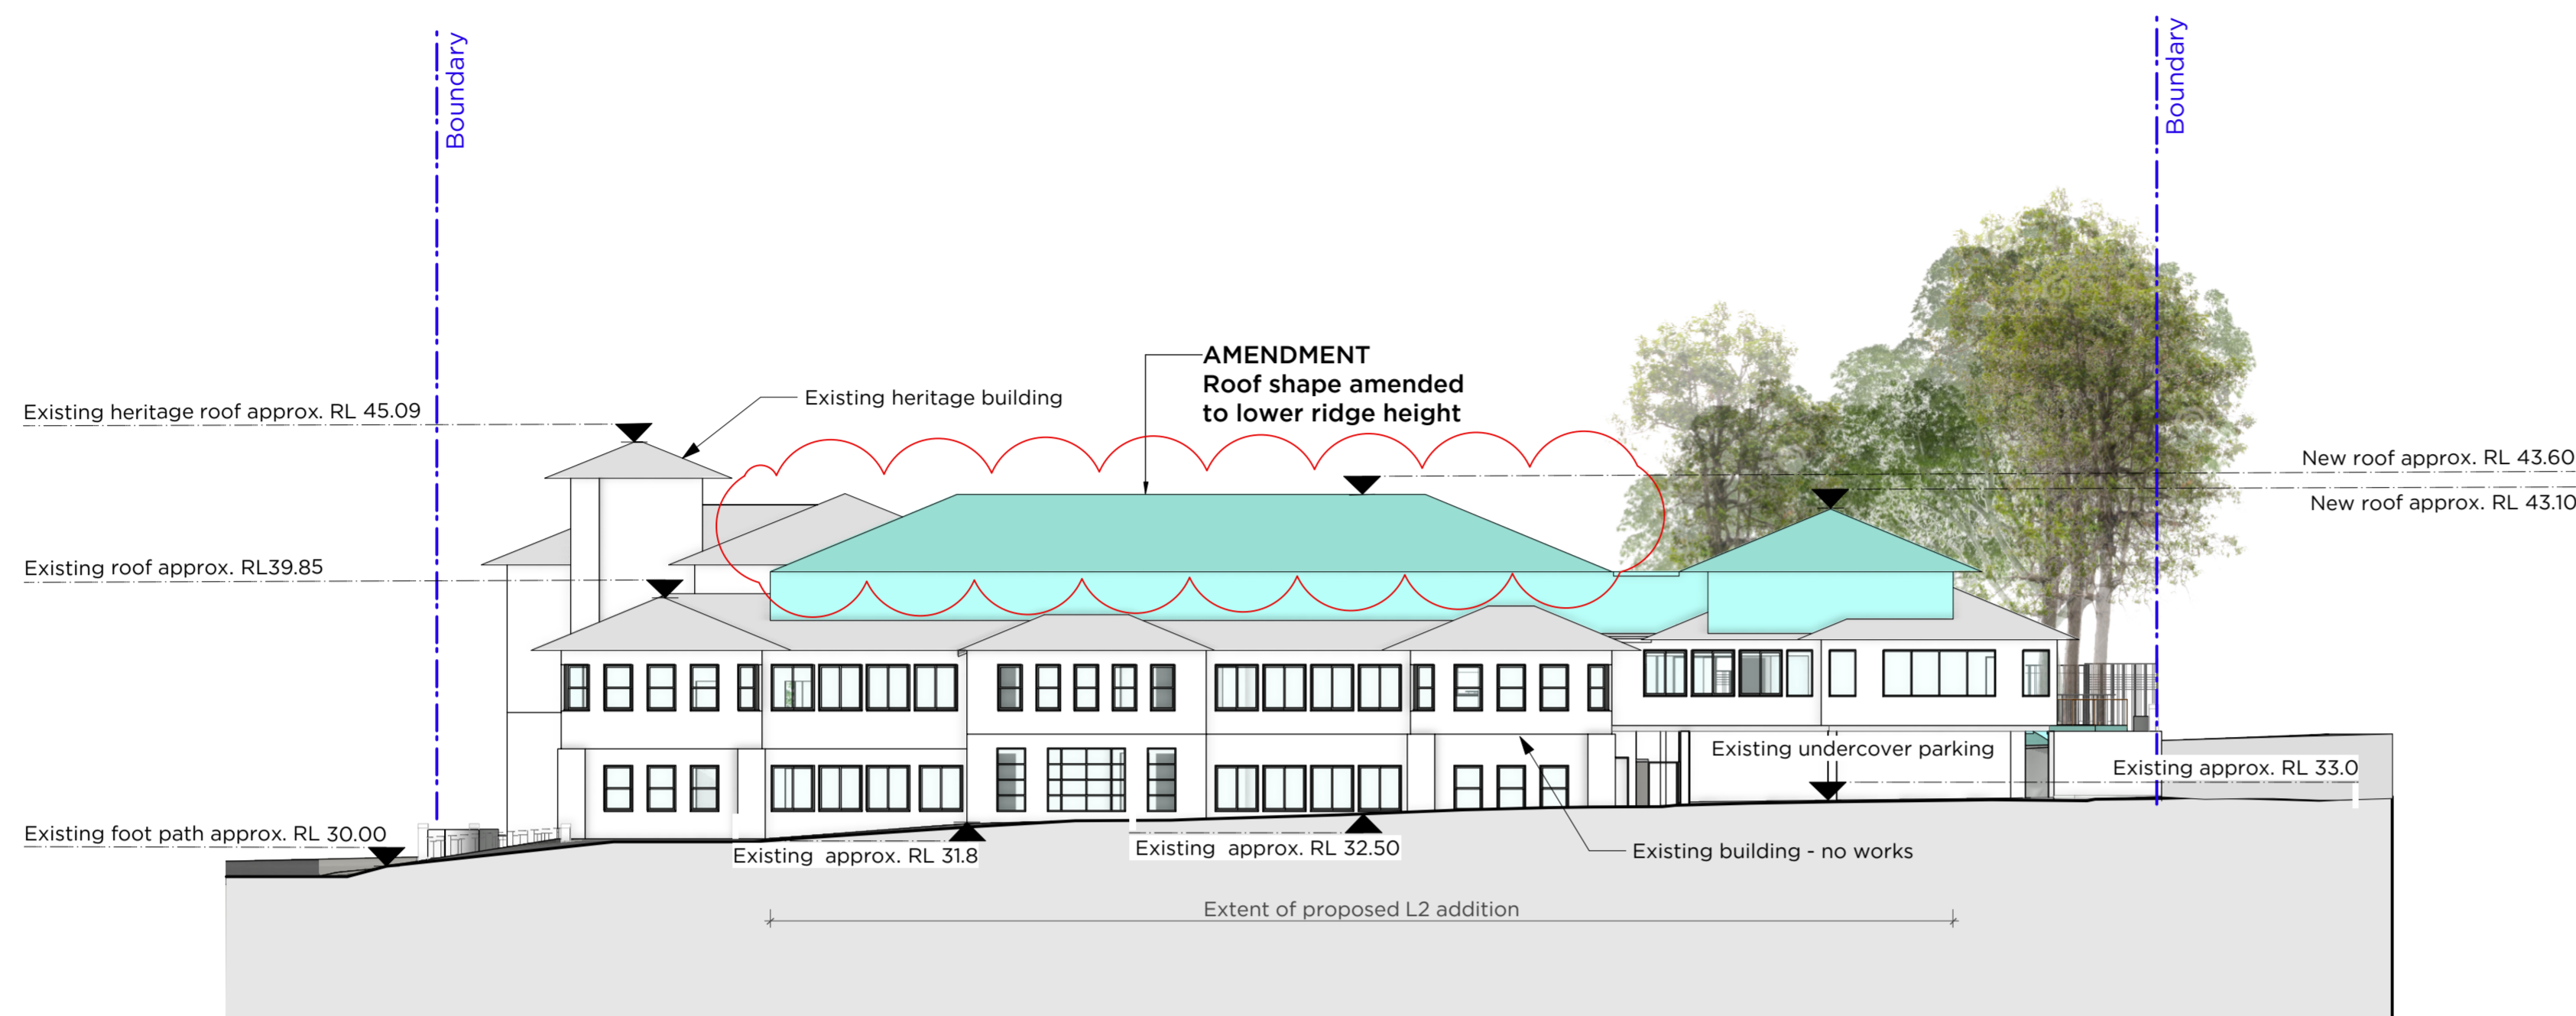 Boundary
Boundary
AMENDMENT
Roof shape amended
to lower ridge height
Existing heritage building
Existing heritage roof approx. RL 45.09
New roof approx. RL 43.60
New roof approx. RL 43.10
Existing roof approx. RL39.85
Existing undercover parking
Existing approx. RL 33.0
Existing foot path approx. RL 30.00
Existing approx. RL 31.8
Existing approx. RL 32.50
Existing building - no works
Extent of proposed L2 addition